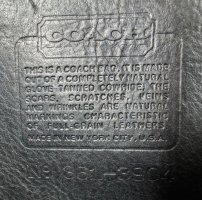 COACH
THIS IS A COACH BAG. IT IS MADE
OUT OF A COMPLETELY NATURAL
GLOVE TANNED COWHIDE, THE
SCARS, SCRATCHES, VEINS
AND WRINKLES ARE NATURAL
MARKINGS CHARACTERISTIC
OF FULL GRAIN LEATHERS.
MADE IN NEW YORK CITY, U.S.A.